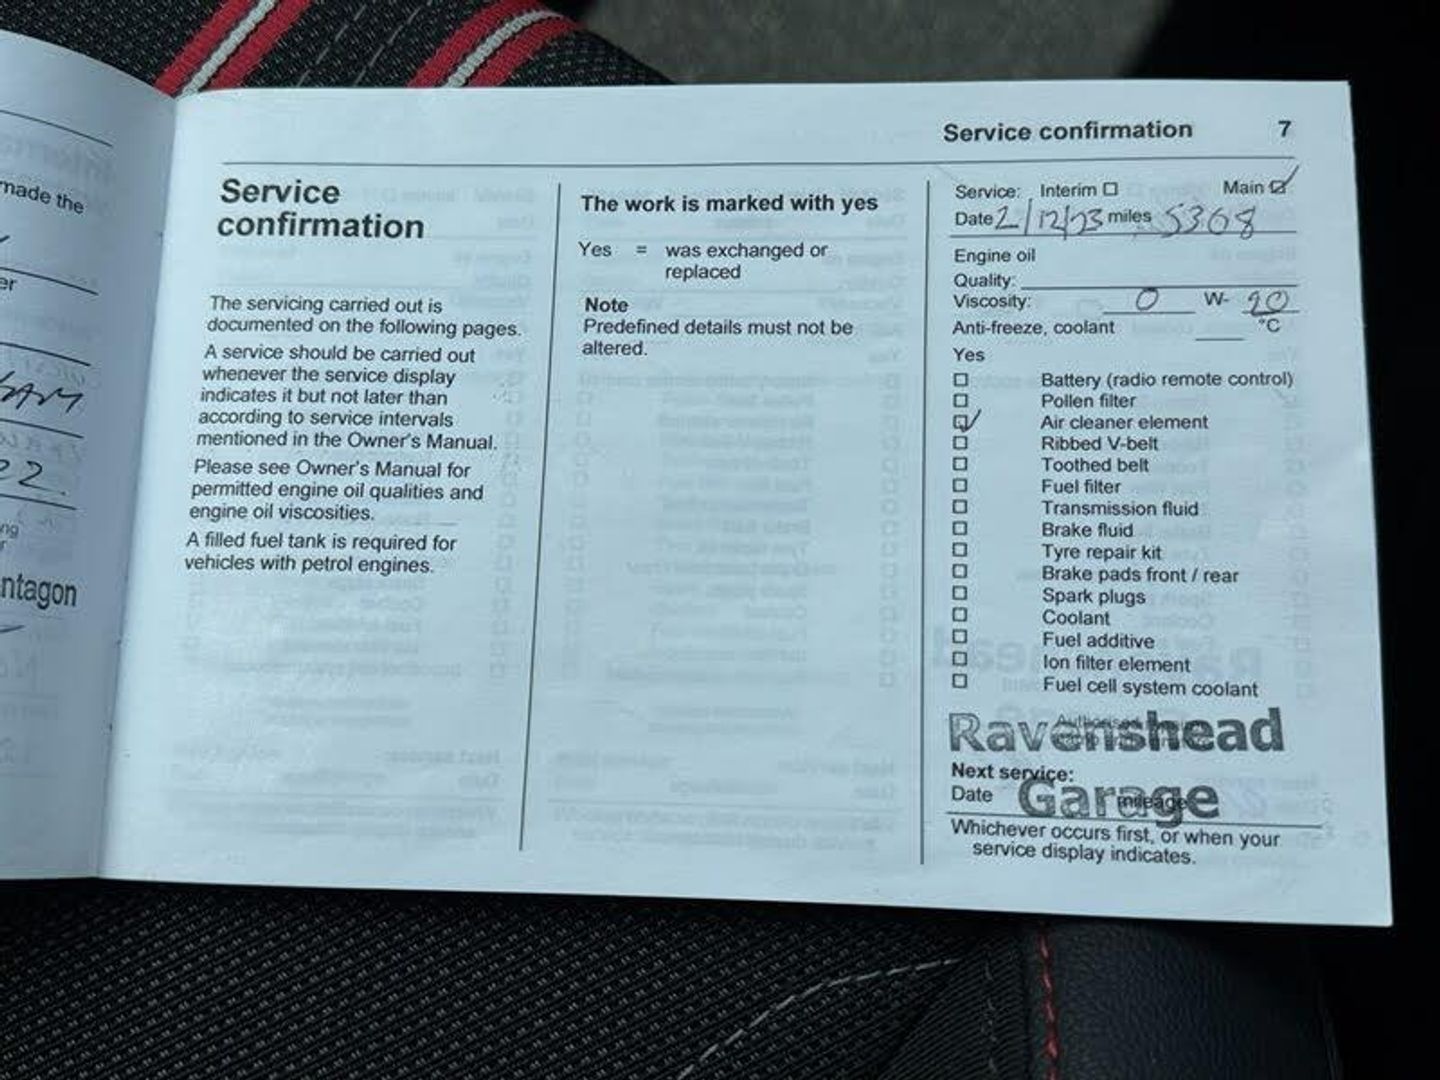 made the
er
AM
22.
ng
r
ntagon
Service confirmation 7
Service
confirmation
The servicing carried out is
documented on the following pages.
A service should be carried out
whenever the service display
indicates it but not later than
according to service intervals
mentioned in the Owner's Manual.
Please see Owner's Manual for
permitted engine oil qualities and
engine oil viscosities.
A filled fuel tank is required for
vehicles with petrol engines.
The work is marked with yes
Yes = was exchanged or
replaced
Note
Predefined details must not be
altered.
Service: Interim ☐ Main ☑
Date 2/12/23 miles 5368
Engine oil
Quality:
Viscosity: 0 W- 20
Anti-freeze, coolant °C
Yes
☐ Battery (radio remote control)
☐ Pollen filter
☑ Air cleaner element
☐ Ribbed V-belt
☐ Toothed belt
☐ Fuel filter
☐ Transmission fluid
☐ Brake fluid
☐ Tyre repair kit
☐ Brake pads front / rear
☐ Spark plugs
☐ Coolant
☐ Fuel additive
☐ Ion filter element
☐ Fuel cell system coolant
Ravenshead
Next service:
Date mileage
Garage
Whichever occurs first, or when your
service display indicates.